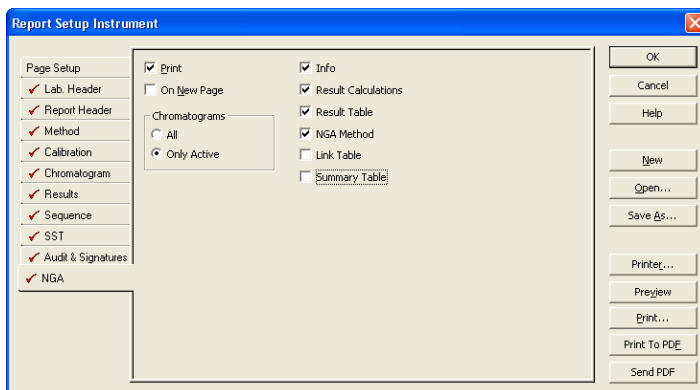 Report Setup Instrument
Page Setup
Lab. Header
Report Header
Method
Calibration
Chromatogram
Results
Sequence
SST
Audit & Signatures
NGA
Print
On New Page
Chromatograms
All
Only Active
Info
Result Calculations
Result Table
NGA Method
Link Table
Summary Table
OK
Cancel
Help
New
Open...
Save As...
Printer...
Preview
Print...
Print To PDF
Send PDF